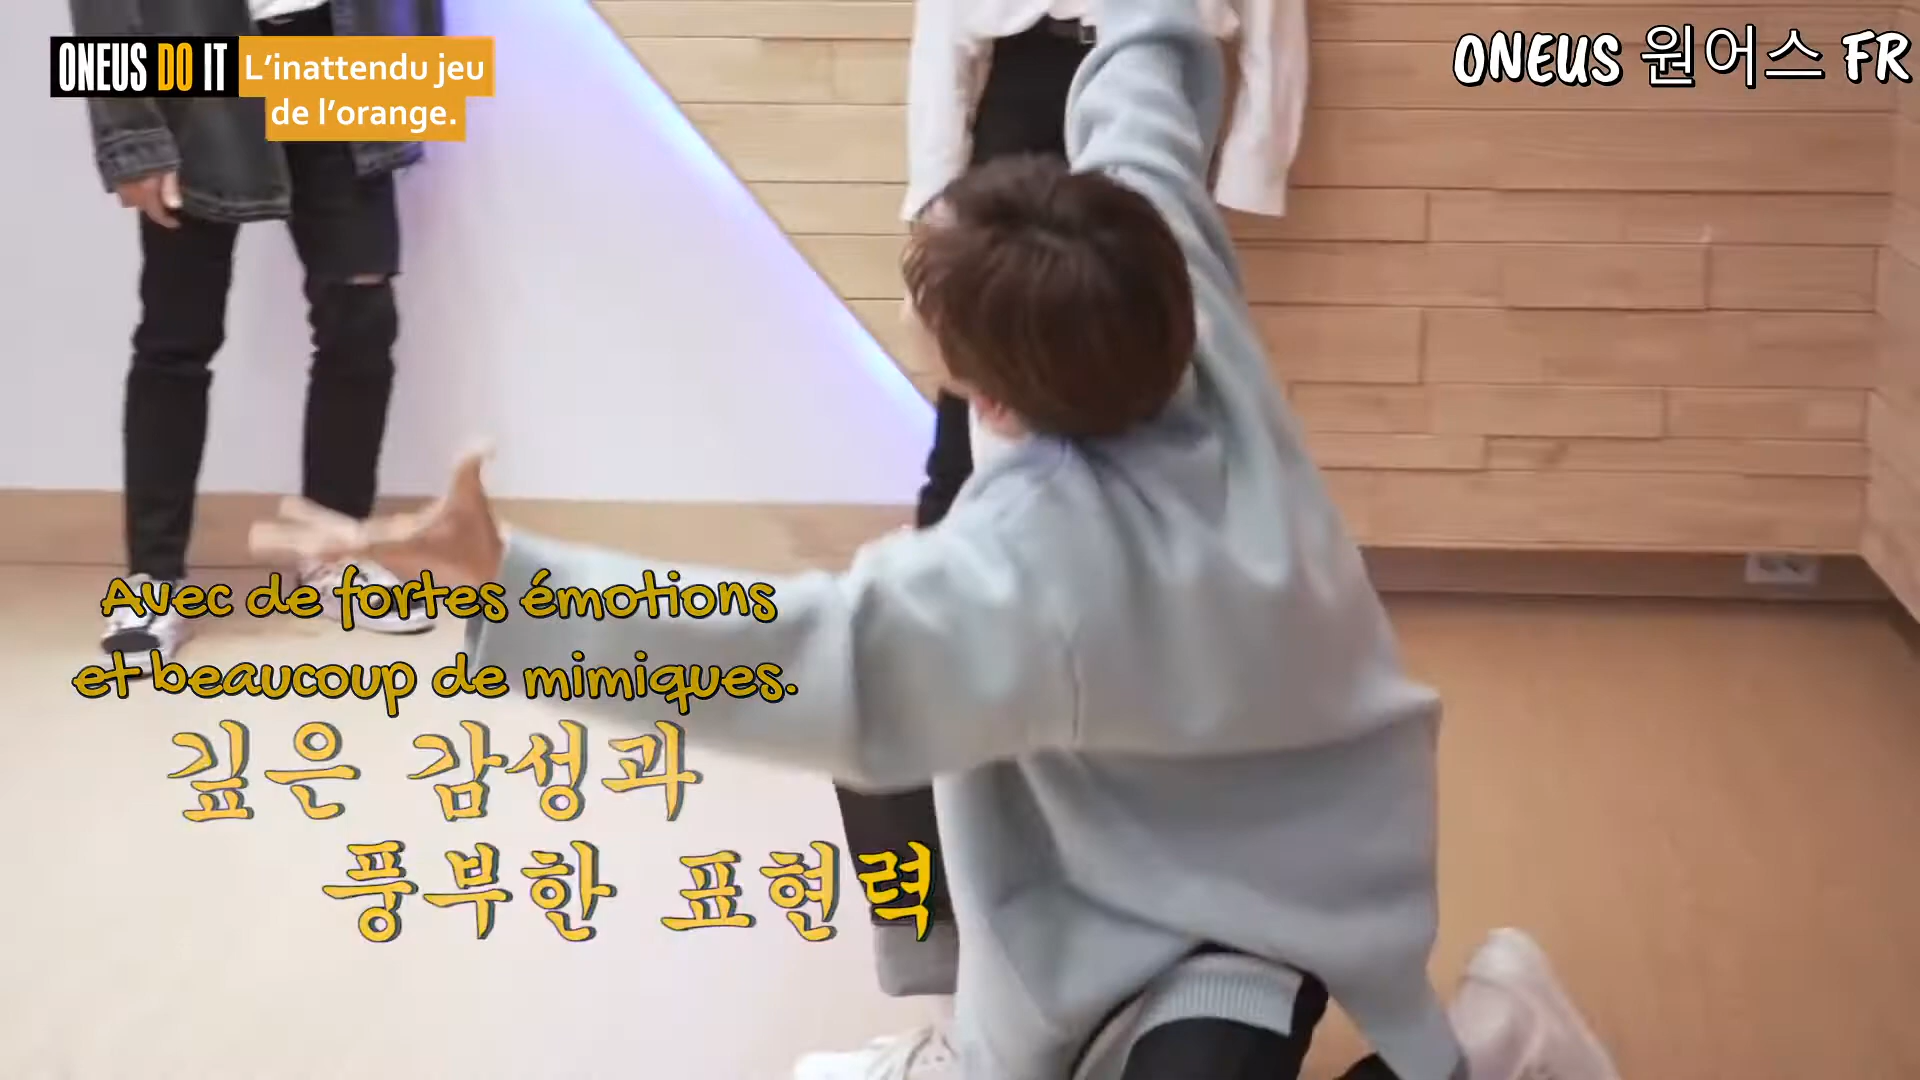 ONEUS DO IT
L'inattendu jeu
de l'orange.
ONEUS 원어스 FR
Avec de fortes émotions
et beaucoup de mimiques.
깊은 감성과
풍부한 표현력